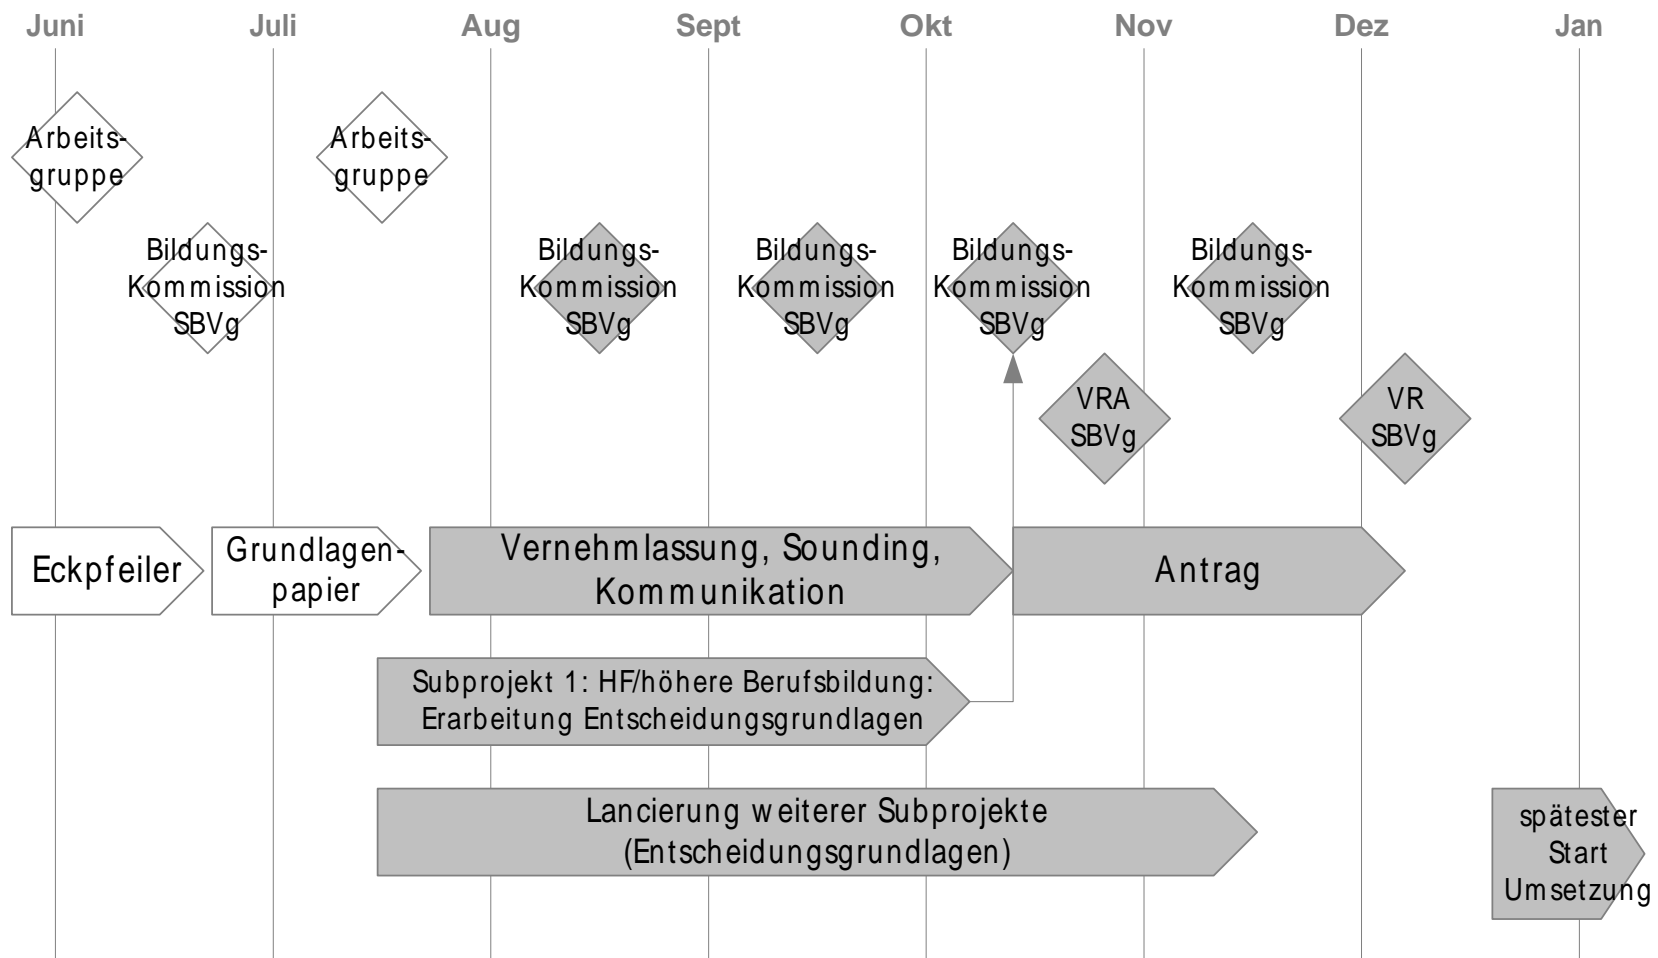 Juni Juli Aug Sept Okt Nov Dez Jan
Arbeits-
gruppe
Arbeits-
gruppe
Bildungs-
Kommission
SBVg
Bildungs-
Kommission
SBVg
Bildungs-
Kommission
SBVg
Bildungs-
Kommission
SBVg
Bildungs-
Kommission
SBVg
VRA
SBVg
VR
SBVg
Eckpfeiler
Grundlagen-
papier
Vernehmlassung, Sounding,
Kommunikation
Antrag
Subprojekt 1: HF/höhere Berufsbildung:
Erarbeitung Entscheidungsgrundlagen
Lancierung weiterer Subprojekte
(Entscheidungsgrundlagen)
spätester
Start
Umsetzung